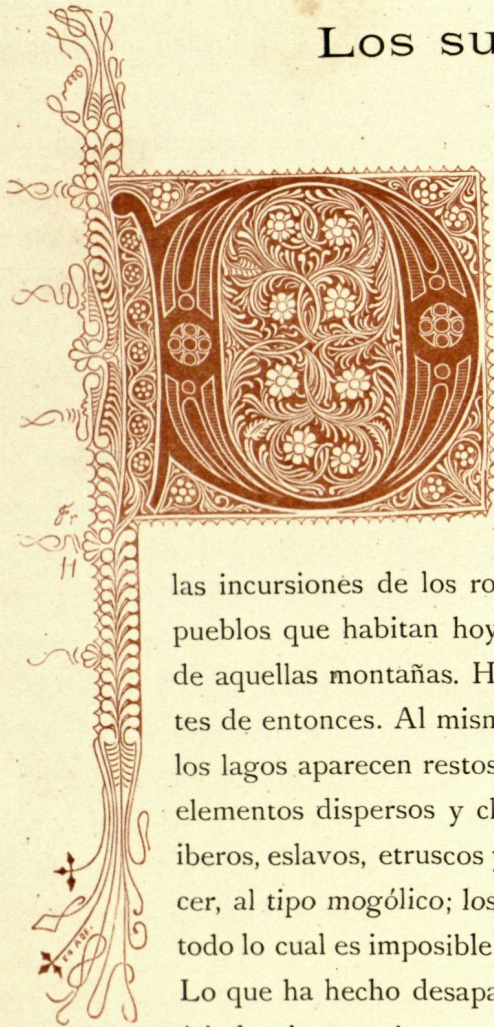 Los su
D
las incursiones de los ro
pueblos que habitan hoy
de aquellas montañas. H
tes de entonces. Al mism
los lagos aparecen restos
elementos dispersos y
iberos, eslavos, etruscos
cer, al tipo mogólico; los
todo lo cual es imposible
Lo que ha hecho desapa
Fr
H